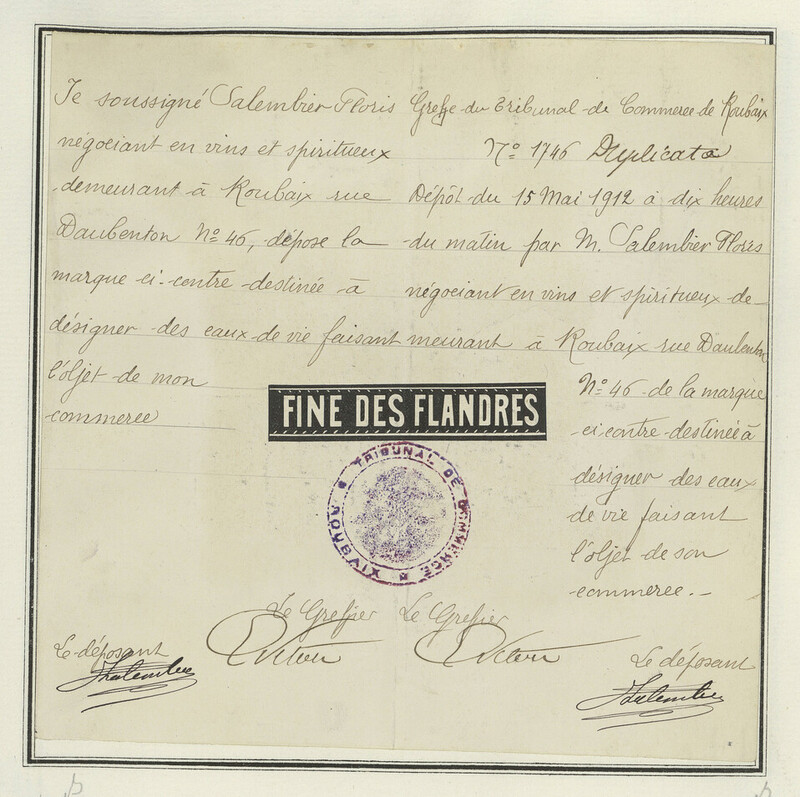 Je soussigné Salembier Floris
négociant en vins et spiritueux
demeurant à Roubaix rue
Daubenton N° 46, dépose la
marque ci-contre destinée à
désigner des eaux-de vie faisant
l'objet de mon
commerce
Greffe du Tribunal de Commerce de Roubaix
N° 1746 Duplicata
Dépôt du 15 Mai 1912 à dix heures
du matin par M. Salembier Floris
négociant en vins et spiritueux de-
meurant à Roubaix rue Daubenton
N° 46 de la marque
ci contre destinée à
désigner des eaux
de vie faisant
l'objet de son
commerce.-
FINE DES FLANDRES
TRIBUNAL DE COMMERCE ROUBAIX
Le Greffier
Le Greffier
Le déposant
Salembier
Le déposant
Salembier